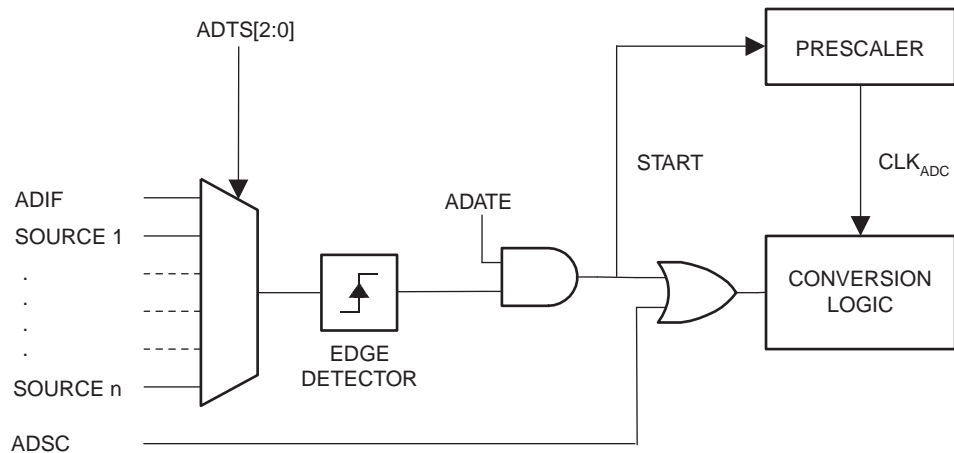 ADTS[2:0]
PRESCALER
START
CLKADC
ADIF
ADATE
SOURCE 1
.
.
.
.
CONVERSION
LOGIC
EDGE
DETECTOR
SOURCE n
ADSC